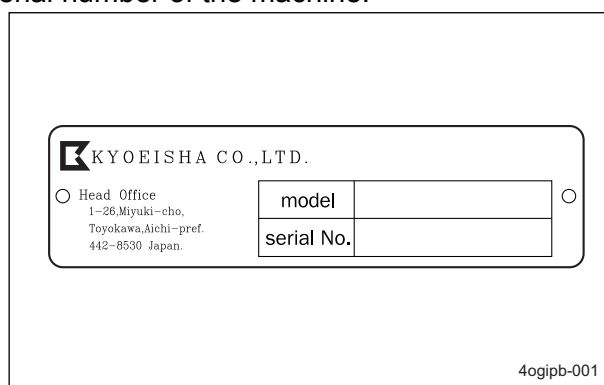 serial number of the machine.
KYOEISHA CO.,LTD.
Head Office
1-26,Miyuki-cho,
Toyokawa,Aichi-pref.
442-8530 Japan.
model
serial No.
4ogipb-001